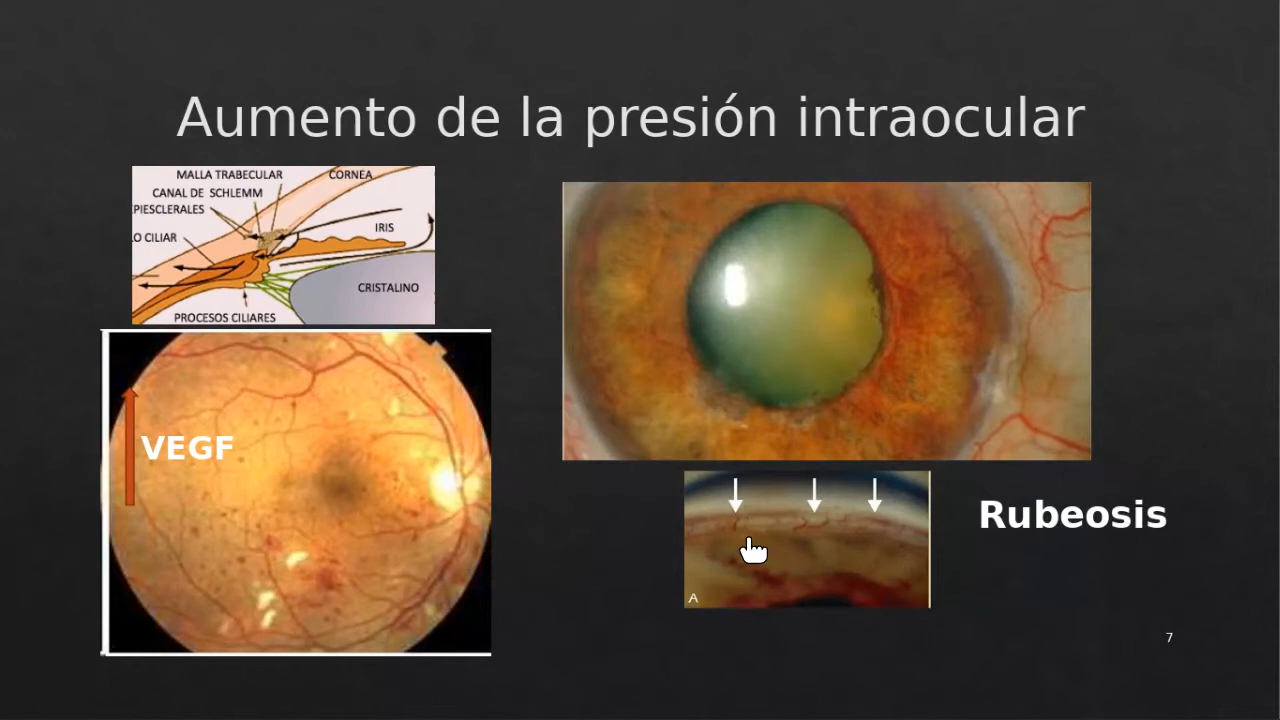 Aumento de la presión intraocular
MALLA TRABECULAR
CORNEA
CANAL DE SCHLEMM
PIESCLERALES
O CILIAR
IRIS
CRISTALINO
PROCESOS CILIARES
VEGF
A
Rubeosis
7